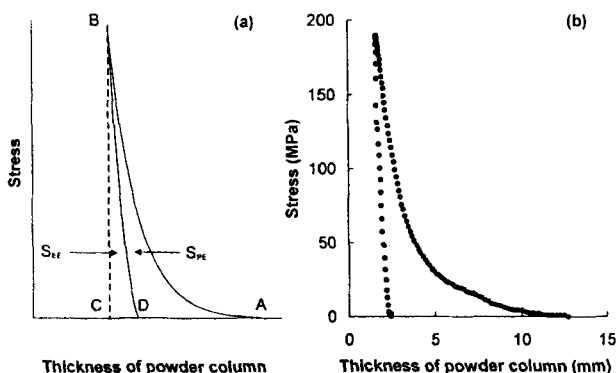 B
(a)
Stress
S_EE
S_PE
C
D
A
Thickness of powder column
(b)
Stress (MPa)
200
150
100
50
0
0
5
10
15
Thickness of powder column (mm)